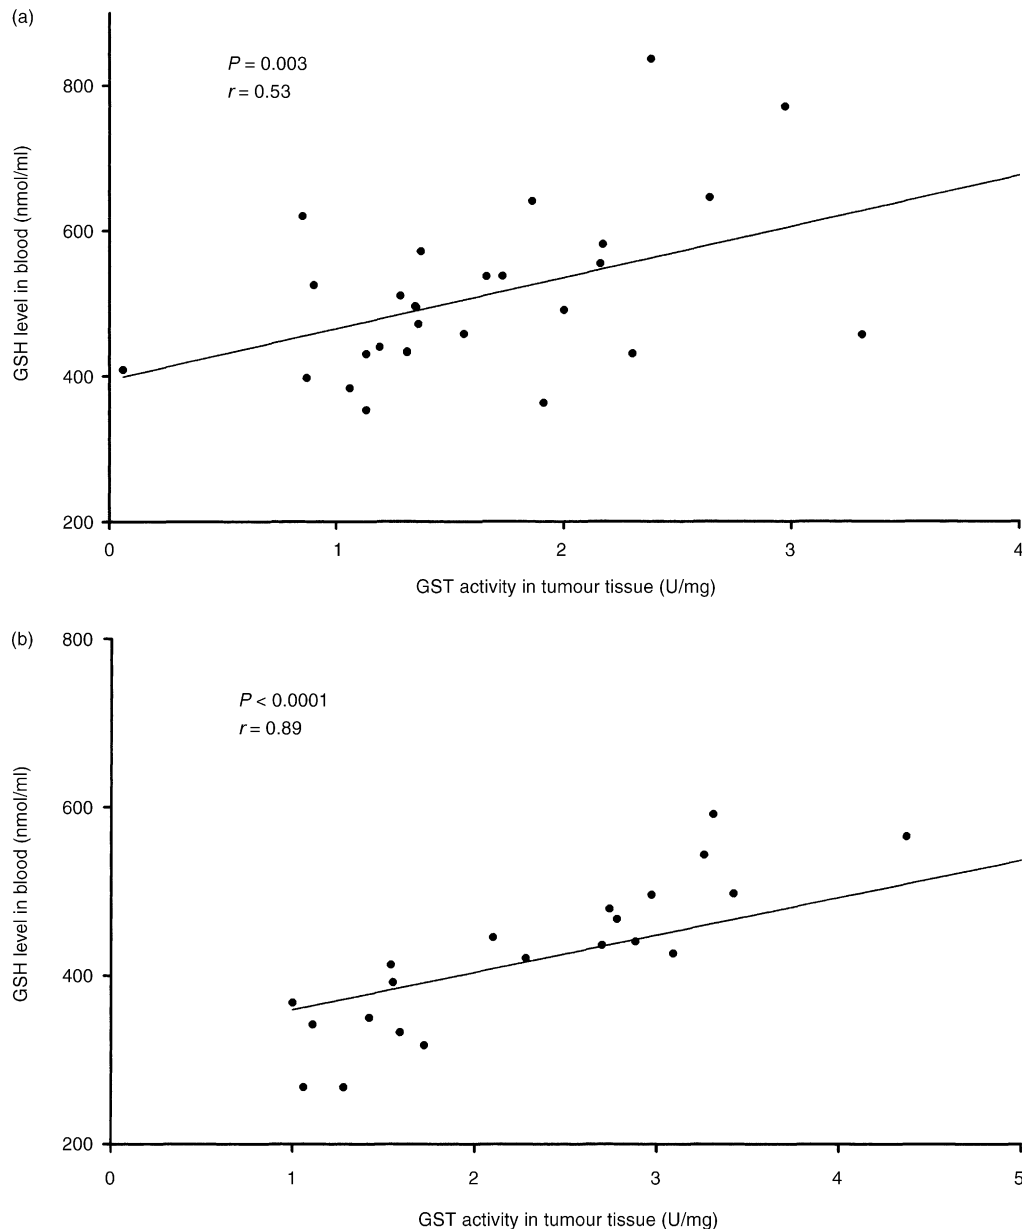 (a)
P = 0.003
r = 0.53
GSH level in blood (nmol/ml)
800
600
400
200
0 1 2 3 4
GST activity in tumour tissue (U/mg)
(b)
P < 0.0001
r = 0.89
GSH level in blood (nmol/ml)
800
600
400
200
0 1 2 3 4 5
GST activity in tumour tissue (U/mg)